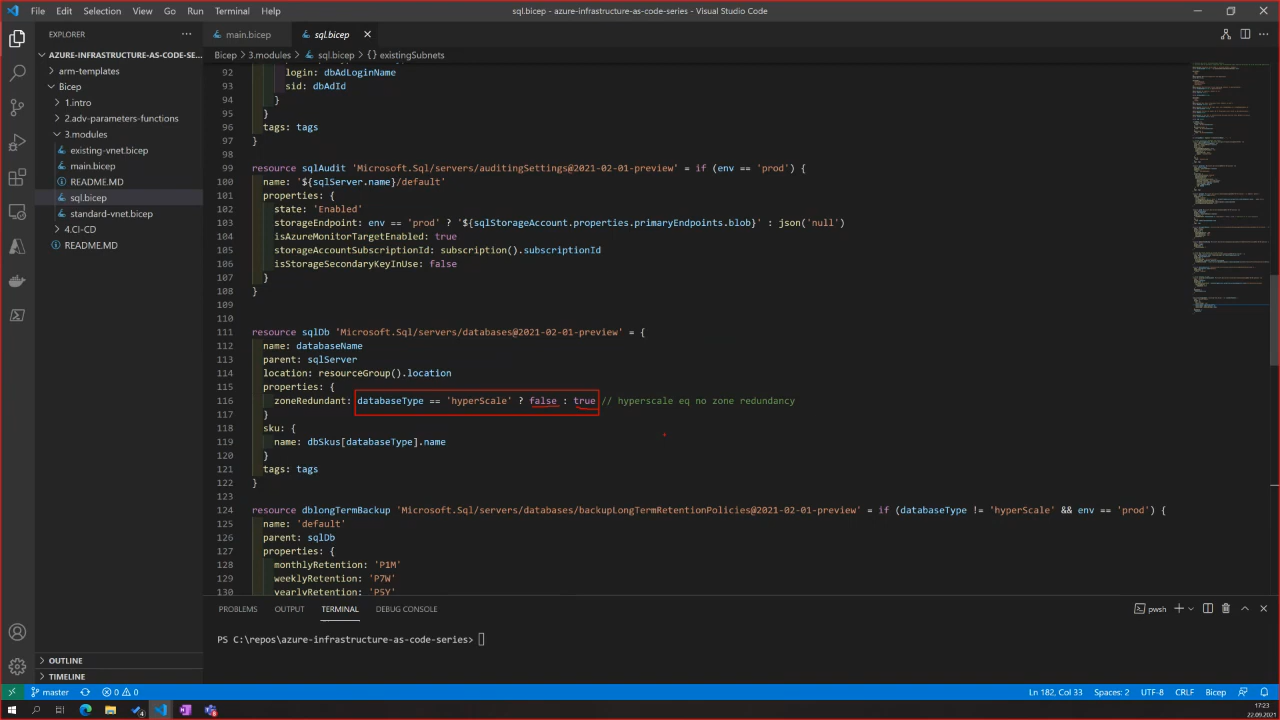 File Edit Selection View Go Run Terminal Help
sql.bicep - azure-infrastructure-as-code-series - Visual Studio Code
EXPLORER
AZURE-INFRASTRUCTURE-AS-CODE-SE...
arm-templates
Bicep
1.intro
2.adv-parameters-functions
3.modules
existing-vnet.bicep
main.bicep
README.MD
sql.bicep
standard-vnet.bicep
4.CI-CD
README.MD
OUTLINE
TIMELINE
main.bicep sql.bicep
Bicep > 3.modules > sql.bicep > {} existingSubnets
92 login: dbAdLoginName
93 sid: dbAdId
94 }
95 }
96 tags: tags
97 }
98
99 resource sqlAudit 'Microsoft.Sql/servers/auditingSettings@2021-02-01-preview' = if (env == 'prod') {
100 name: '${sqlServer.name}/default'
101 properties: {
102 state: 'Enabled'
103 storageEndpoint: env == 'prod' ? '${sqlStorageAccount.properties.primaryEndpoints.blob}' : json('null')
104 isAzureMonitorTargetEnabled: true
105 storageAccountSubscriptionId: subscription().subscriptionId
106 isStorageSecondaryKeyInUse: false
107 }
108 }
109
110
111 resource sqlDb 'Microsoft.Sql/servers/databases@2021-02-01-preview' = {
112 name: databaseName
113 parent: sqlServer
114 location: resourceGroup().location
115 properties: {
116 zoneRedundant: databaseType == 'hyperScale' ? false : true // hyperscale eq no zone redundancy
117 }
118 sku: {
119 name: dbSkus[databaseType].name
120 }
121 tags: tags
122 }
123
124 resource dblongTermBackup 'Microsoft.Sql/servers/databases/backupLongTermRetentionPolicies@2021-02-01-preview' = if (databaseType != 'hyperScale' && env == 'prod') {
125 name: 'default'
126 parent: sqlDb
127 properties: {
128 monthlyRetention: 'P1M'
129 weeklyRetention: 'P7W'
130 yearlyRetention: 'P5Y'
PROBLEMS OUTPUT TERMINAL DEBUG CONSOLE
pwsh
PS C:\repos\azure-infrastructure-as-code-series>
master 0 0
Ln 182, Col 33 Spaces: 2 UTF-8 CRLF Bicep
17:23
22.09.2021